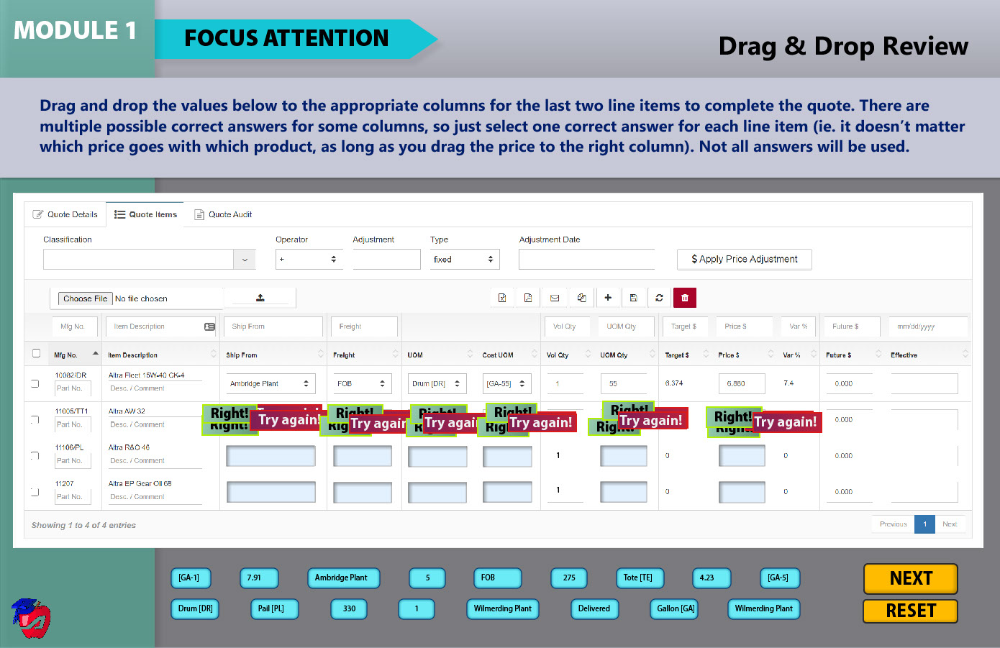 MODULE 1
FOCUS ATTENTION
Drag & Drop Review
Drag and drop the values below to the appropriate columns for the last two line items to complete the quote. There are
multiple possible correct answers for some columns, so just select one correct answer for each line item (ie. it doesn't matter
which price goes with which product, as long as you drag the price to the right column). Not all answers will be used.
Quote Details Quote Items Quote Audit
Classification Operator Adjustment Type Adjustment Date
+ fixed $ Apply Price Adjustment
Choose File No file chosen
Mfg No. Item Description Ship From Freight Vol Qty UOM Qty Target $ Price $ Var % Future $ mm/dd/yyyy
Mfg No. Item Description Ship From Freight UOM Cost UOM Vol Qty UOM Qty Target $ Price $ Var % Future $ Effective
10082/DR Altra Fleet 15W-40 CK-4
Part No. Desc. / Comment Ambridge Plant FOB Drum [DR] [GA-55] 1 55 6.374 6.880 7.4 0.000
11005/TT1 Altra AW 32
Right! Try again! Right! Try again! Right! Try again! Right! Try again! Right! Try again! Right! Try again!
Right! Right! Right! Right! Right!
Part No. Desc. / Comment 0.000
11106/PL Altra R&O 46
Part No. Desc. / Comment 1 0 0 0.000
11207 Altra EP Gear Oil 68
Part No. Desc. / Comment 1 0 0 0.000
Showing 1 to 4 of 4 entries Previous 1 Next
[GA-1] 7.91 Ambridge Plant 5 FOB 275 Tote [TE] 4.23 [GA-5] NEXT
Drum [DR] Pail [PL] 330 1 Wilmerding Plant Delivered Gallon [GA] Wilmerding Plant RESET